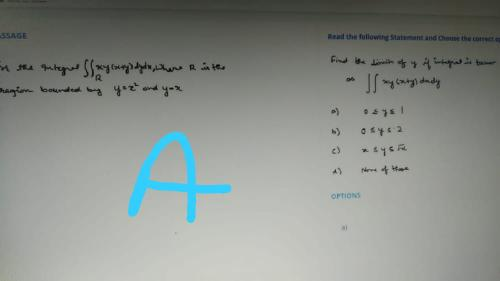 ASSAGE
the integral ∬_R xy(x+y)dydx, where R is the
region bounded by y=x² and y=x
A
Read the following Statement and Choose the correct
Find the limits of y if integral is
as ∬ xy(x+y)dxdy
a) 0 ≤ y ≤ 1
b) 0 ≤ y ≤ 2
c) x ≤ y ≤ √x
d) None of these
OPTIONS
a)